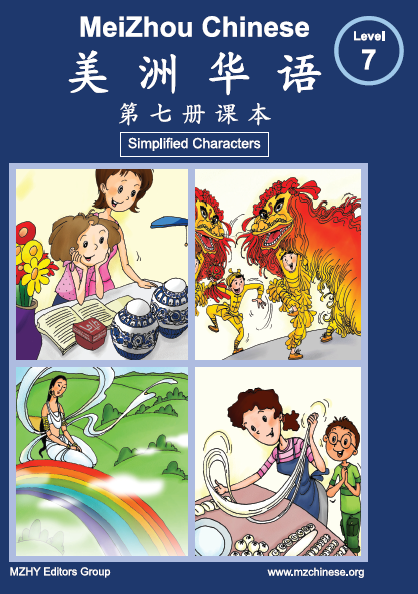 MeiZhou Chinese
Level
7
美洲华语
第七册课本
Simplified Characters
MZHY Editors Group
www.mzchinese.org